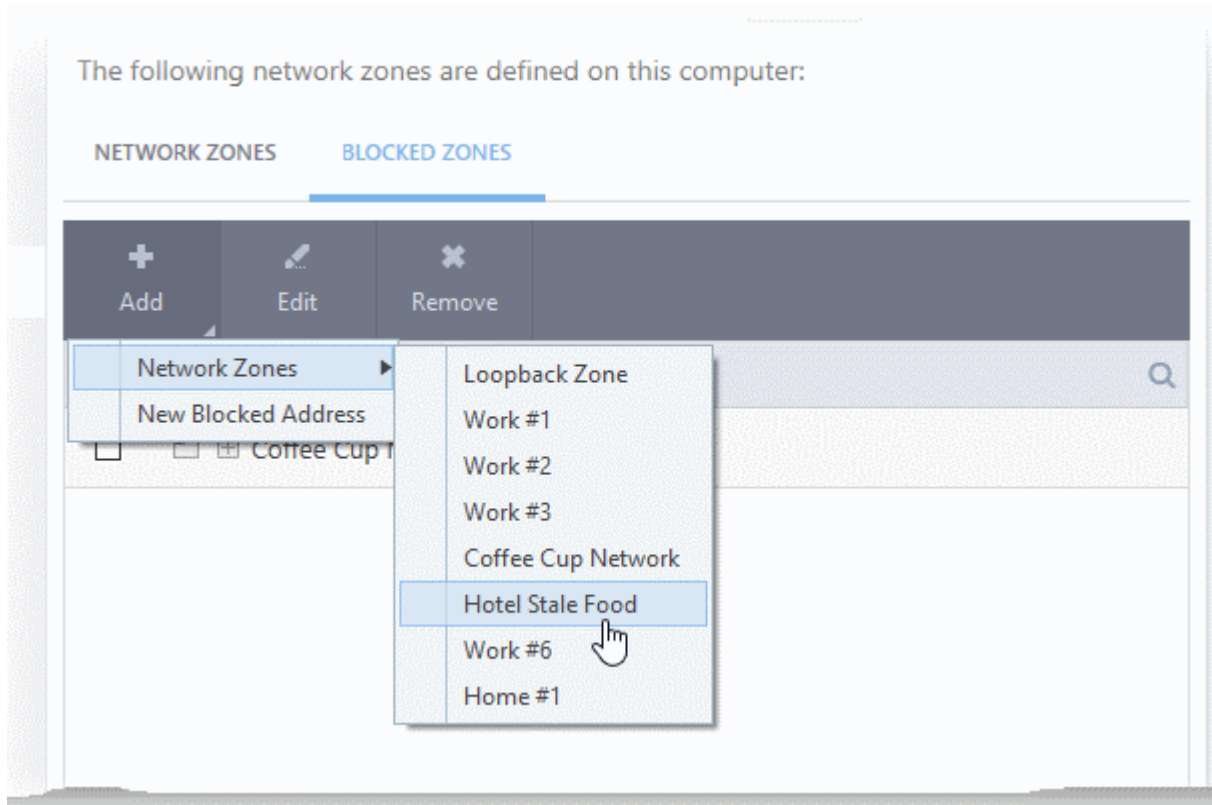 The following network zones are defined on this computer:
NETWORK ZONES BLOCKED ZONES
Add Edit Remove
Network Zones
New Blocked Address
Coffee Cup
Loopback Zone
Work #1
Work #2
Work #3
Coffee Cup Network
Hotel Stale Food
Work #6
Home #1